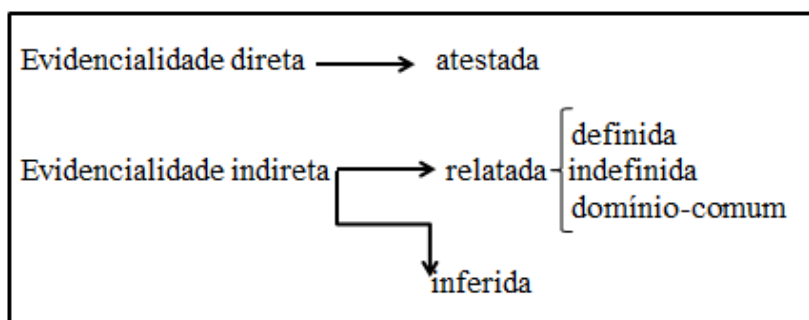 Evidencialidade direta atestada
definida
Evidencialidade indireta relatada indefinida
domínio-comum
inferida